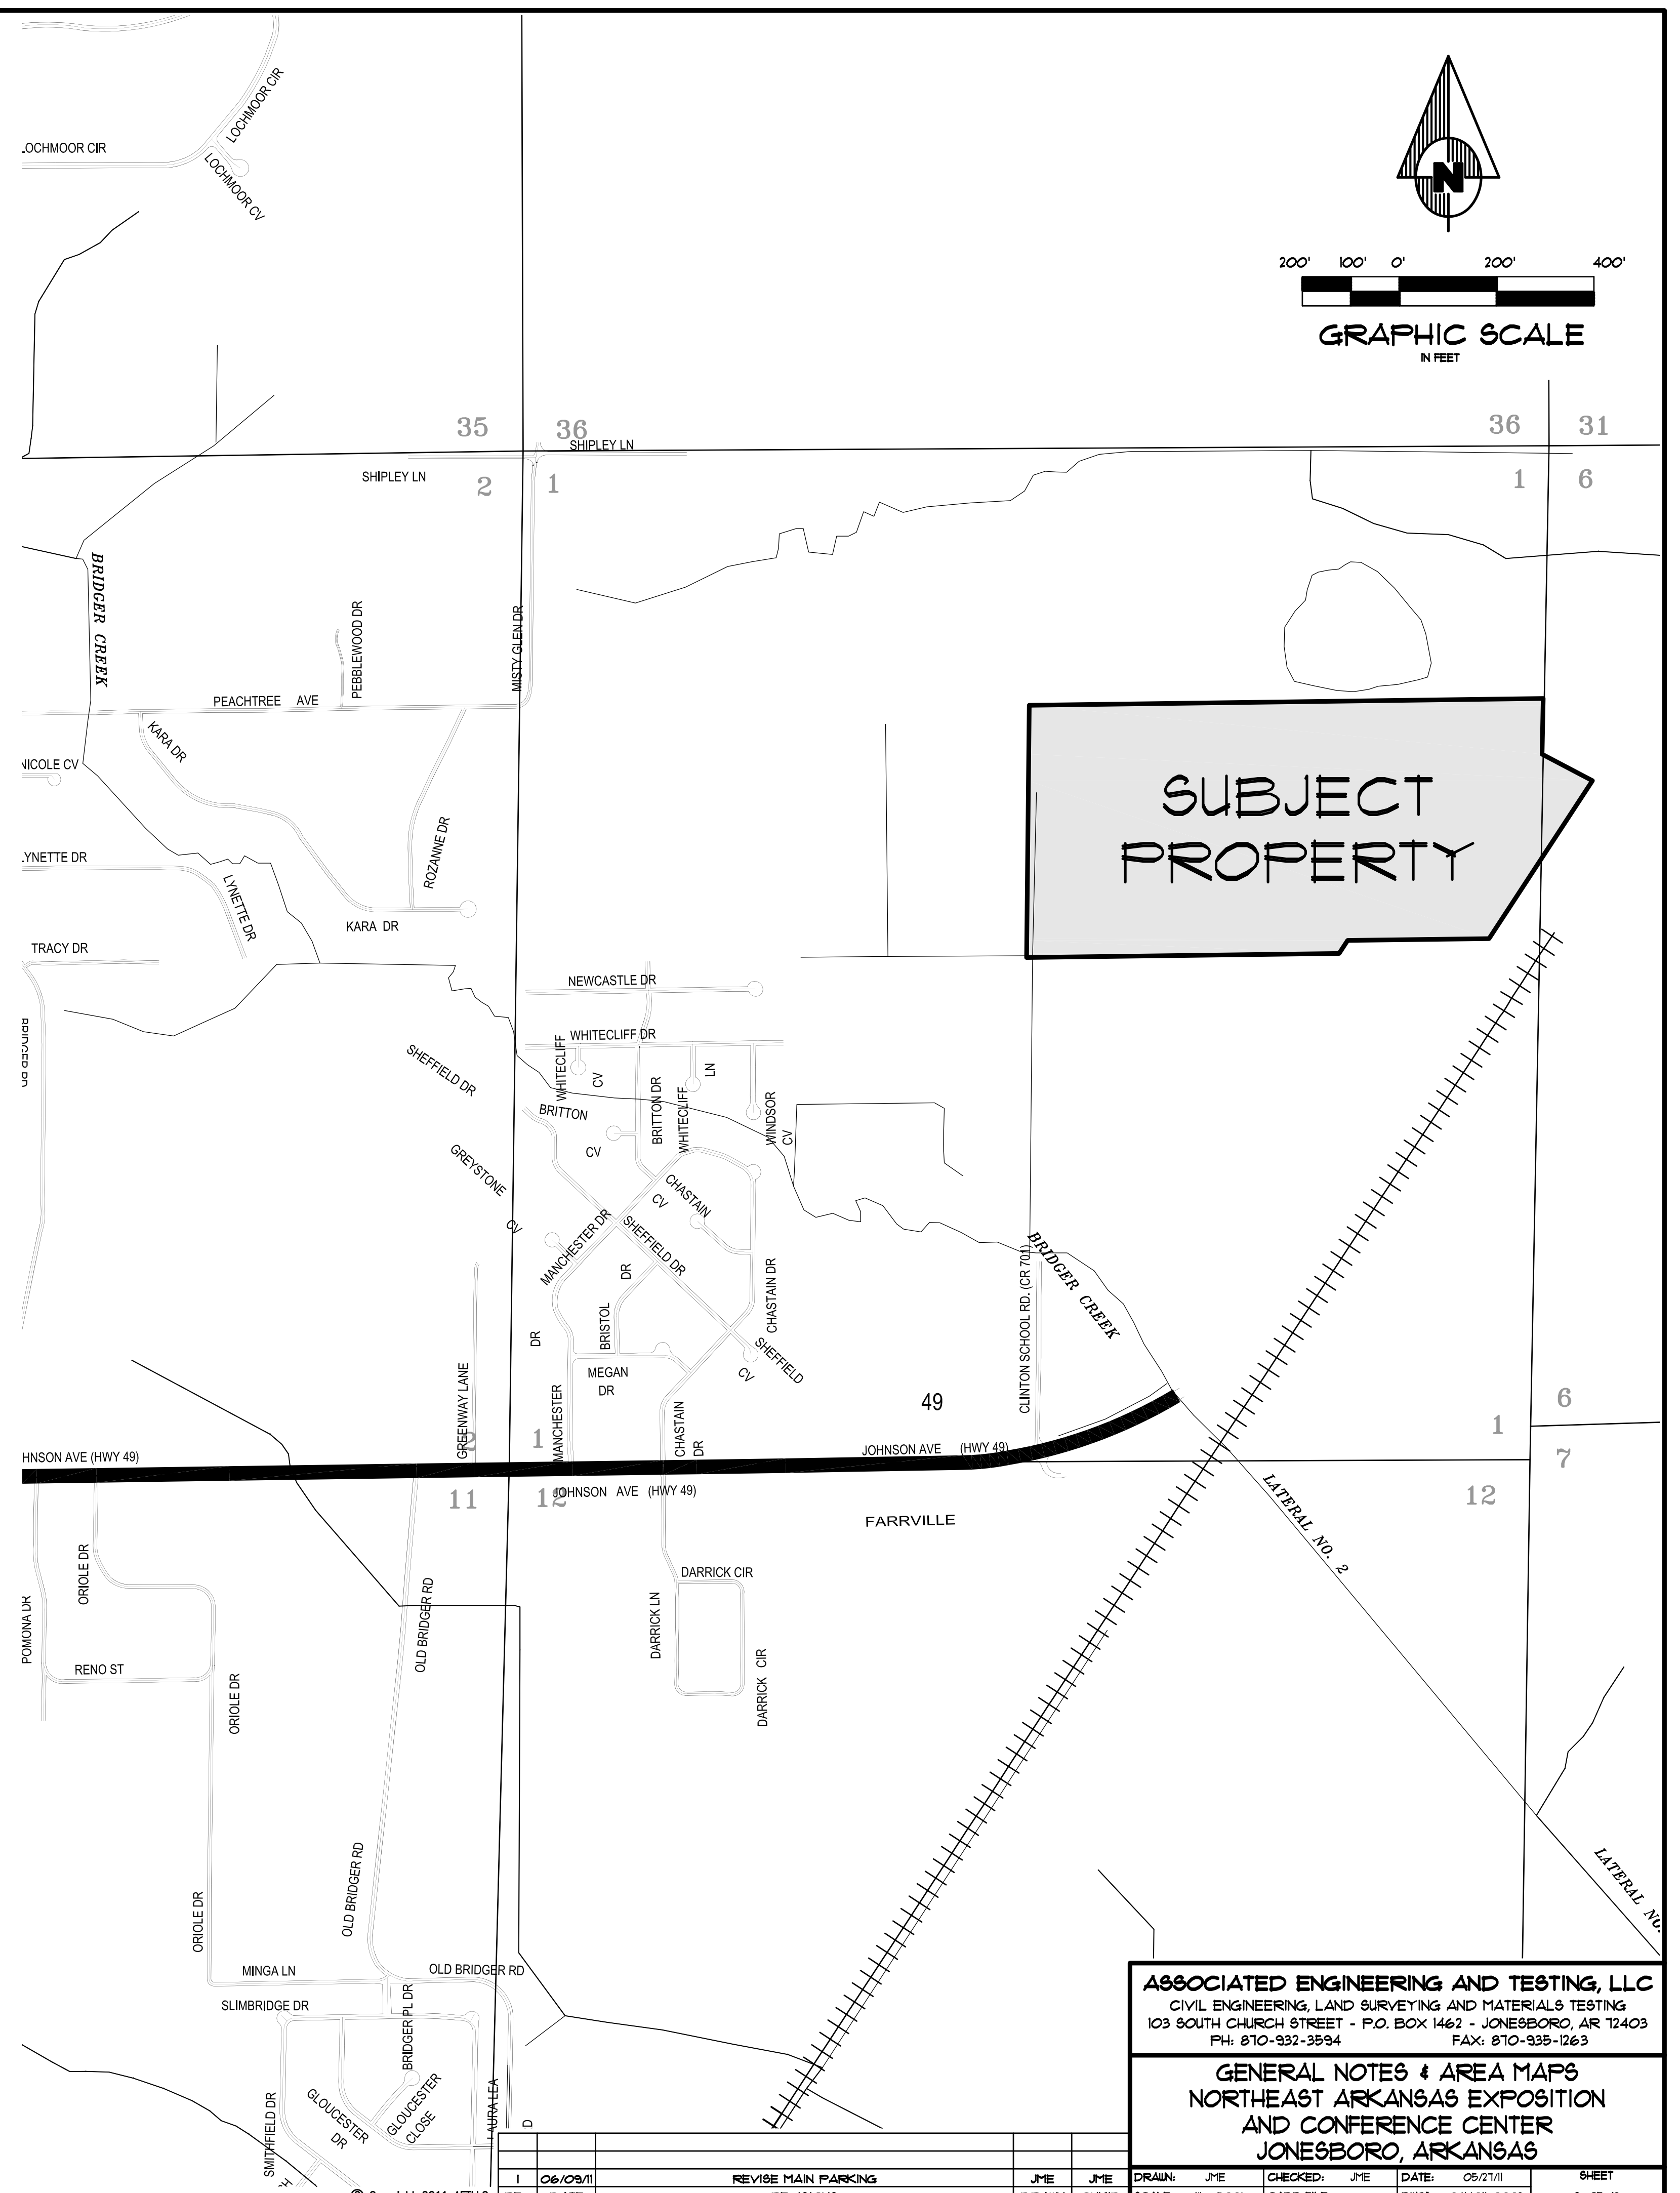 LOCHMOOR CIR
LOCHMOOR CV
N
200' 100' 0' 200' 400'
GRAPHIC SCALE
IN FEET
35 36
SHIPLEY LN
36 31
SHIPLEY LN
2 1
1 6
BRIDGER CREEK
PEBBLEWOOD DR
MISTY GLEN DR
PEACHTREE AVE
KARA DR
SUBJECT
PROPERTY
ROZANNE DR
LYNETTE DR
KARA DR
TRACY DR
NEWCASTLE DR
WHITECLIFF DR
SHEFFIELD DR
WHITECLIFF
CV
LN
BRITTON
CV
BRITTON DR
WHITECLIFF
WINDSOR
CV
GREYSTONE
CV
CHASTAIN
CV
MANCHESTER DR
SHEFFIELD DR
BRISTOL
DR
CHASTAIN DR
BRIDGER CREEK
CLINTON SCHOOL RD. (CR 701)
SHEFFIELD
CV
MEGAN
DR
GREENWAY LANE
MANCHESTER
DR
CHASTAIN
DR
49
6
1
7
2 1
HNSON AVE (HWY 49)
JOHNSON AVE (HWY 49)
11 12
JOHNSON AVE (HWY 49)
12
FARRVILLE
LATERAL NO. 2
POMONA DR
ORIOLE DR
OLD BRIDGER RD
DARRICK CIR
DARRICK LN
DARRICK CIR
RENO ST
ORIOLE DR
ORIOLE DR
OLD BRIDGER RD
LATERAL NO.
MINGA LN
OLD BRIDGER RD
SLIMBRIDGE DR
BRIDGER PL DR
SMITHFIELD DR
GLOUCESTER
DR
GLOUCESTER
CLOSE
LAURA LEA
D
ASSOCIATED ENGINEERING AND TESTING, LLC
CIVIL ENGINEERING, LAND SURVEYING AND MATERIALS TESTING
103 SOUTH CHURCH STREET - P.O. BOX 1462 - JONESBORO, AR 72403
PH: 870-932-3594 FAX: 870-935-1263
GENERAL NOTES & AREA MAPS
NORTHEAST ARKANSAS EXPOSITION
AND CONFERENCE CENTER
JONESBORO, ARKANSAS
1 06/09/11 REVISE MAIN PARKING JME JME
DRAWN: JME CHECKED: JME DATE: 05/27/11 SHEET